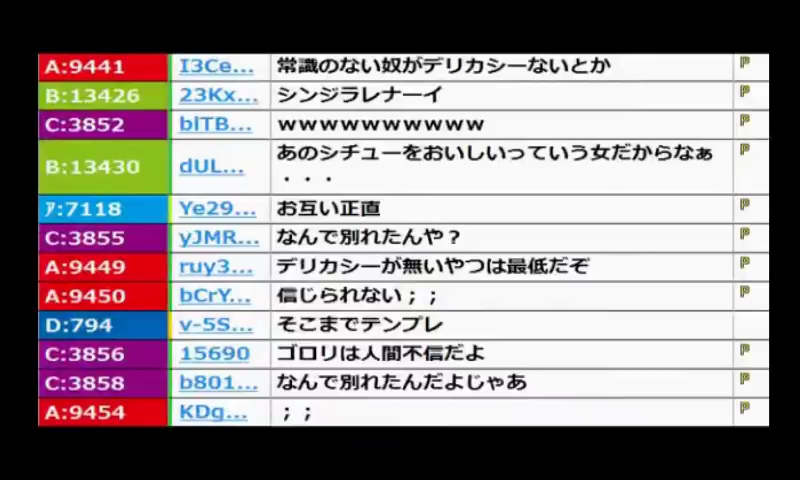 A:9441 I3Ce... 常識のない奴がデリカシーないとか P
B:13426 23Kx... シンジラレナーイ P
C:3852 blTB... wwwwwwwwww P
B:13430 dUL... あのシチューをおいしいっていう女だからなぁ P
・・・
ｱ:7118 Ye29... お互い正直 P
C:3855 yJMR... なんで別れたんや？ P
A:9449 ruy3... デリカシーが無いやつは最低だぞ P
A:9450 bCrY... 信じられない；； P
D:794 v-5S... そこまでテンプレ
C:3856 15690 ゴロリは人間不信だよ P
C:3858 b801... なんで別れたんだよじゃあ P
A:9454 KDg... ；； P